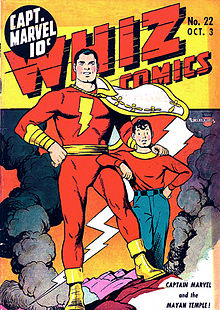 CAPT.
MARVEL
10¢
WHIZ
COMICS
No. 22
OCT. 3
CAPTAIN MARVEL
and the
MAYAN TEMPLE!